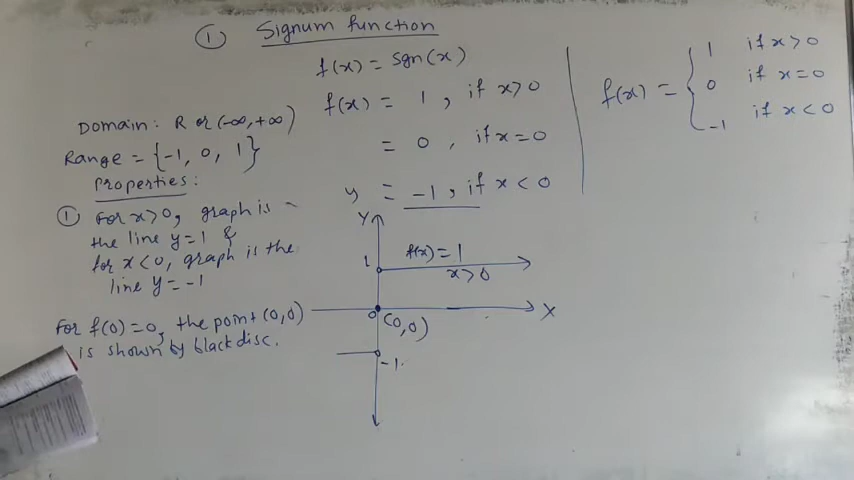 ① Signum function
f(x) = sgn(x)
f(x) = 1, if x>0
= 0, if x=0
y = -1, if x<0
f(x) = { 1 if x>0
0 if x=0
-1 if x<0
Domain: R or (-∞, +∞)
Range = {-1, 0, 1}
Properties:
① For x>0, graph is
the line y=1 &
for x<0, graph is the
line y=-1
For f(0)=0, the point (0,0)
is shown by black disc.
Y
1
f(x)=1
x>0
0
(0,0)
X
-1